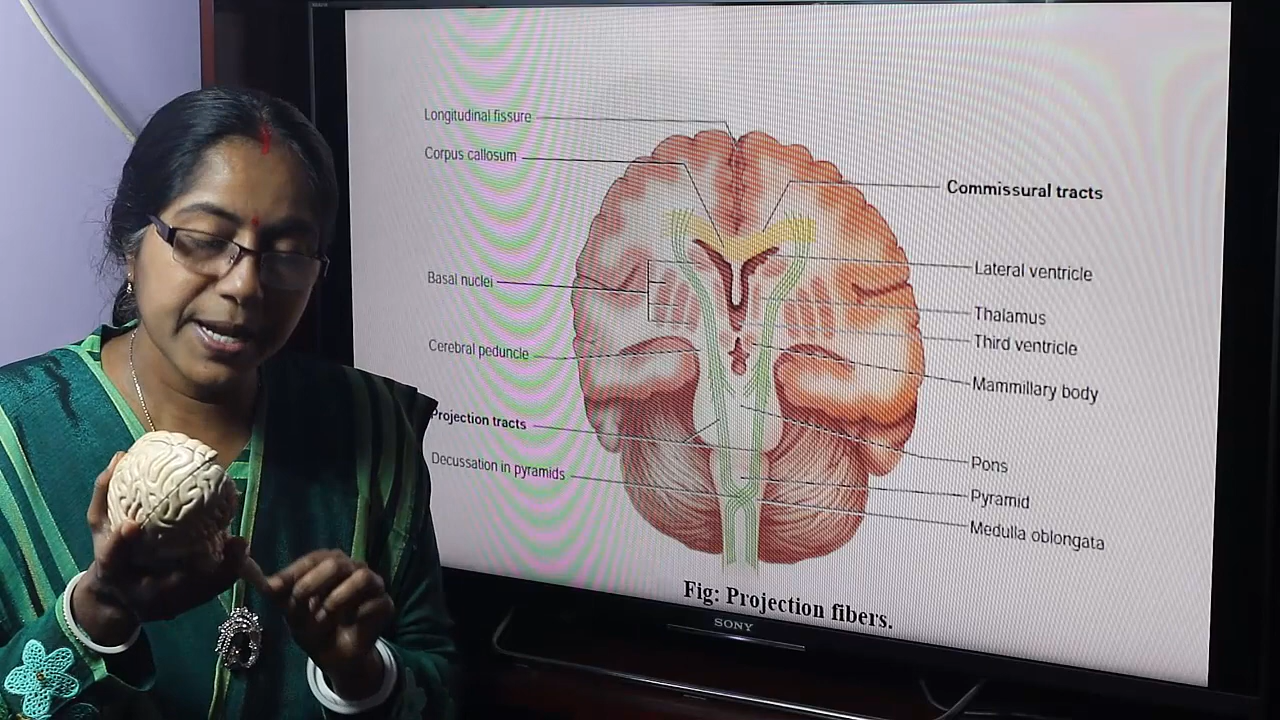 Longitudinal fissure
Corpus callosum
Commissural tracts
Lateral ventricle
Basal nuclei
Thalamus
Third ventricle
Cerebral peduncle
Mammillary body
Projection tracts
Decussation in pyramids
Pons
Pyramid
Medulla oblongata
Fig: Projection fibers.
SONY